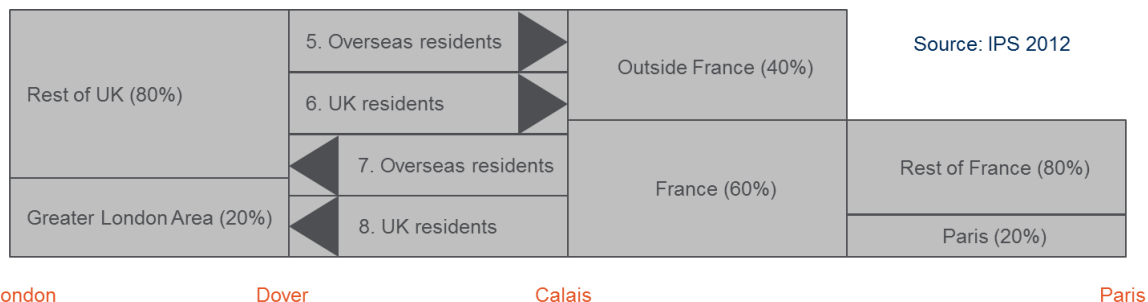 5. Overseas residents
Source: IPS 2012
Outside France (40%)
Rest of UK (80%)
6. UK residents
7. Overseas residents
Rest of France (80%)
France (60%)
Greater London Area (20%)
8. UK residents
Paris (20%)
ondon Dover Calais Paris